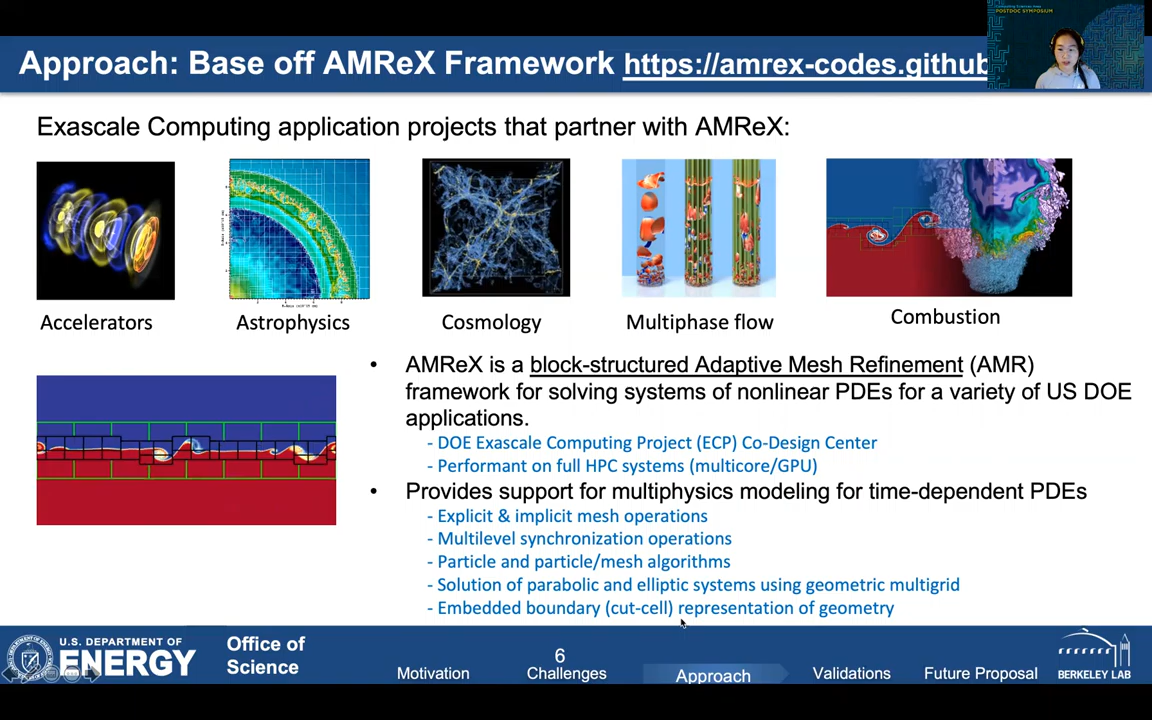 Computing Sciences Area
POSTDOC SYMPOSIUM
Approach: Base off AMReX Framework https://amrex-codes.github
Exascale Computing application projects that partner with AMReX:
Accelerators
Astrophysics
Cosmology
Multiphase flow
Combustion
• AMReX is a block-structured Adaptive Mesh Refinement (AMR)
framework for solving systems of nonlinear PDEs for a variety of US DOE
applications.
- DOE Exascale Computing Project (ECP) Co-Design Center
- Performant on full HPC systems (multicore/GPU)
• Provides support for multiphysics modeling for time-dependent PDEs
- Explicit & implicit mesh operations
- Multilevel synchronization operations
- Particle and particle/mesh algorithms
- Solution of parabolic and elliptic systems using geometric multigrid
- Embedded boundary (cut-cell) representation of geometry
U.S. DEPARTMENT OF
ENERGY
Office of
Science
6
Motivation
Challenges
Approach
Validations
Future Proposal
BERKELEY LAB